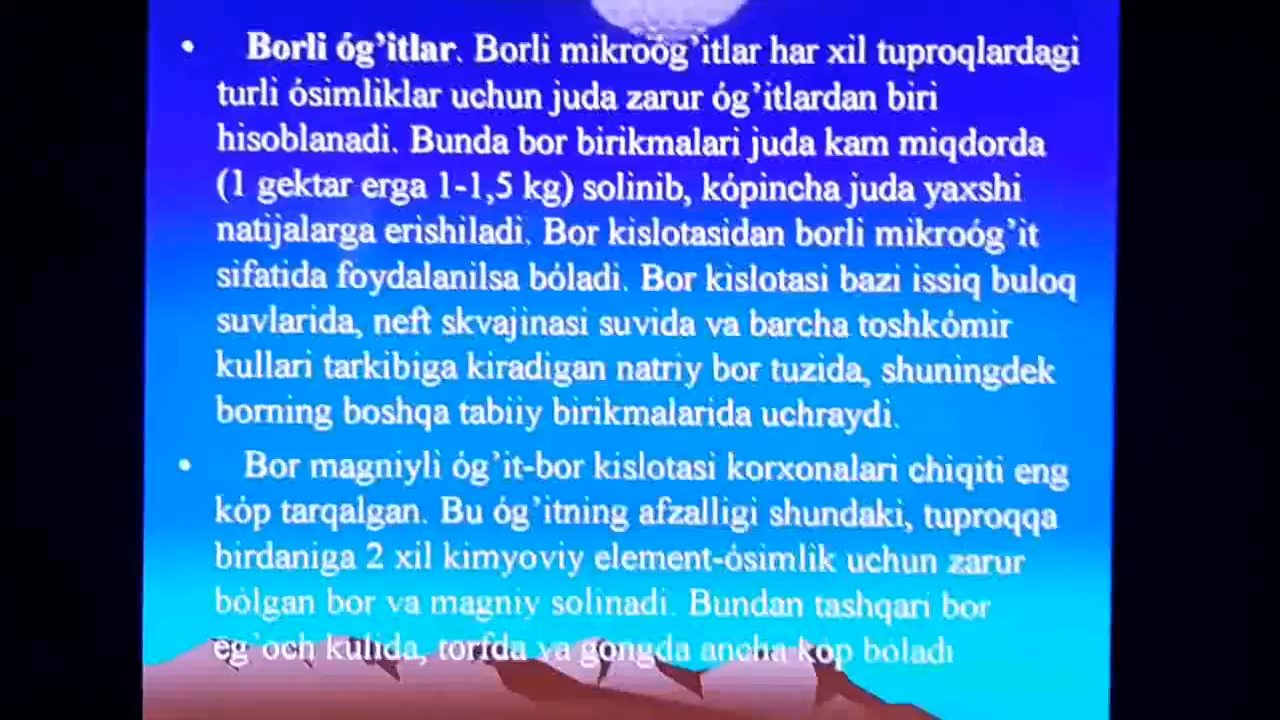 • Borli óg’itlar. Borli mikroóg’itlar har xil tuproqlardagi
turli ósimliklar uchun juda zarur óg’itlardan biri
hisoblanadi. Bunda bor birikmalari juda kam miqdorda
(1 gektar erga 1-1,5 kg) solinib, kópincha juda yaxshi
natijalarga erishiladi. Bor kislotasidan borli mikroóg’it
sifatida foydalanilsa bóladi. Bor kislotasi bazi issiq buloq
suvlarida, neft skvajinasi suvida va barcha toshkómir
kullari tarkibiga kiradigan natriy bor tuzida, shuningdek
borning boshqa tabiiy birikmalarida uchraydi.
• Bor magniyli óg’it-bor kislotasi korxonalari chiqiti eng
kóp tarqalgan. Bu óg’itning afzalligi shundaki, tuproqqa
birdaniga 2 xil kimyoviy element-ósimlik uchun zarur
bólgan bor va magniy solinadi. Bundan tashqari bor
eg`och kulida, torfda va gongda ancha kóp bóladi